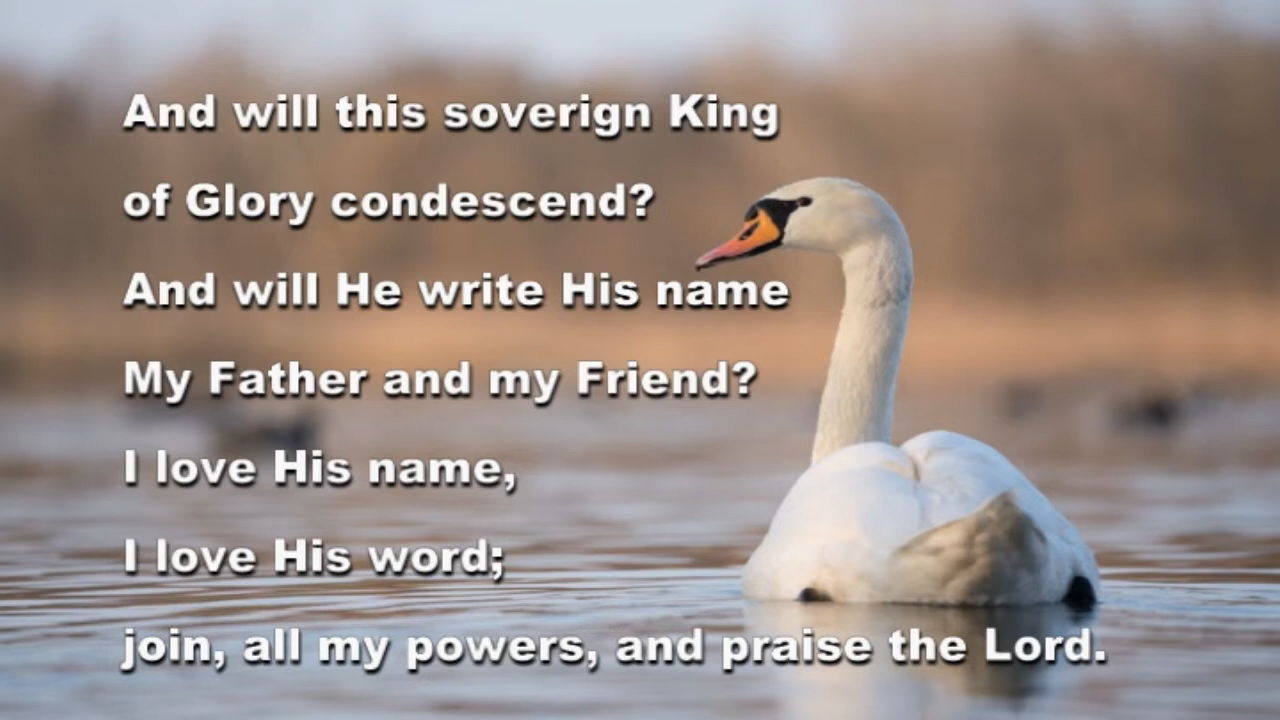 And will this soverign King
of Glory condescend?
And will He write His name
My Father and my Friend?
I love His name,
I love His word;
join, all my powers, and praise the Lord.